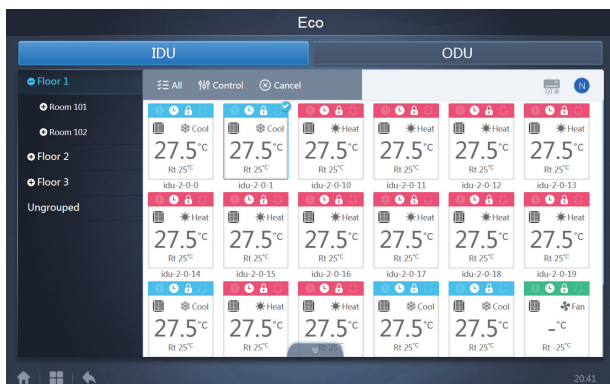 Eco
IDU ODU
Floor 1
All Control Cancel N
Room 101
Room 102
Floor 2
Floor 3
Ungrouped
Cool Cool Heat Heat Heat Heat
27.5°C 27.5°C 27.5°C 27.5°C 27.5°C 27.5°C
Rt 25°C Rt 25°C Rt 25°C Rt 25°C Rt 25°C Rt 25°C
idu-2-0-0 idu-2-0-1 idu-2-0-10 idu-2-0-11 idu-2-0-12 idu-2-0-13
Heat Heat Heat Heat Heat Heat
27.5°C 27.5°C 27.5°C 27.5°C 27.5°C 27.5°C
Rt 25°C Rt 25°C Rt 25°C Rt 25°C Rt 25°C Rt 25°C
idu-2-0-14 idu-2-0-15 idu-2-0-16 idu-2-0-17 idu-2-0-18 idu-2-0-19
Cool Heat Heat Cool Cool Fan
27.5°C 27.5°C 27.5°C 27.5°C 27.5°C -°C
Rt 25°C Rt 25°C Rt 25°C Rt 25°C Rt 25°C Rt -25°C
20:41